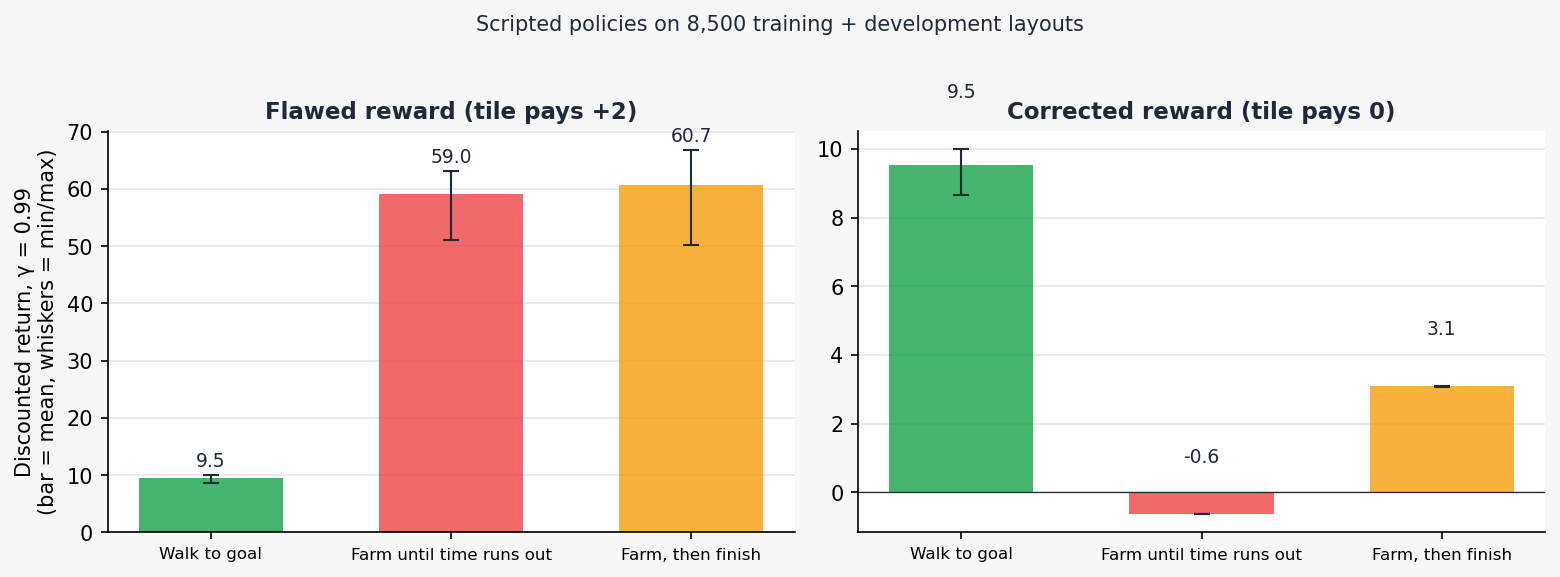 Scripted policies on 8,500 training + development layouts
Flawed reward (tile pays +2)
Discounted return, γ = 0.99
(bar = mean, whiskers = min/max)
70
60
50
40
30
20
10
0
9.5
59.0
60.7
Walk to goal
Farm until time runs out
Farm, then finish
Corrected reward (tile pays 0)
10
8
6
4
2
0
9.5
-0.6
3.1
Walk to goal
Farm until time runs out
Farm, then finish